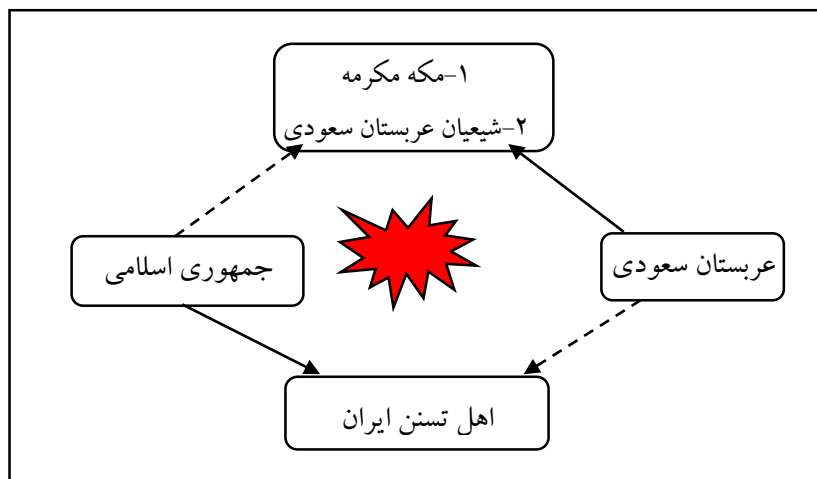 ۱-مکه مکرمه
۲-شیعیان عربستان سعودی
عربستان سعودی
جمهوری اسلامی
اهل تسنن ایران